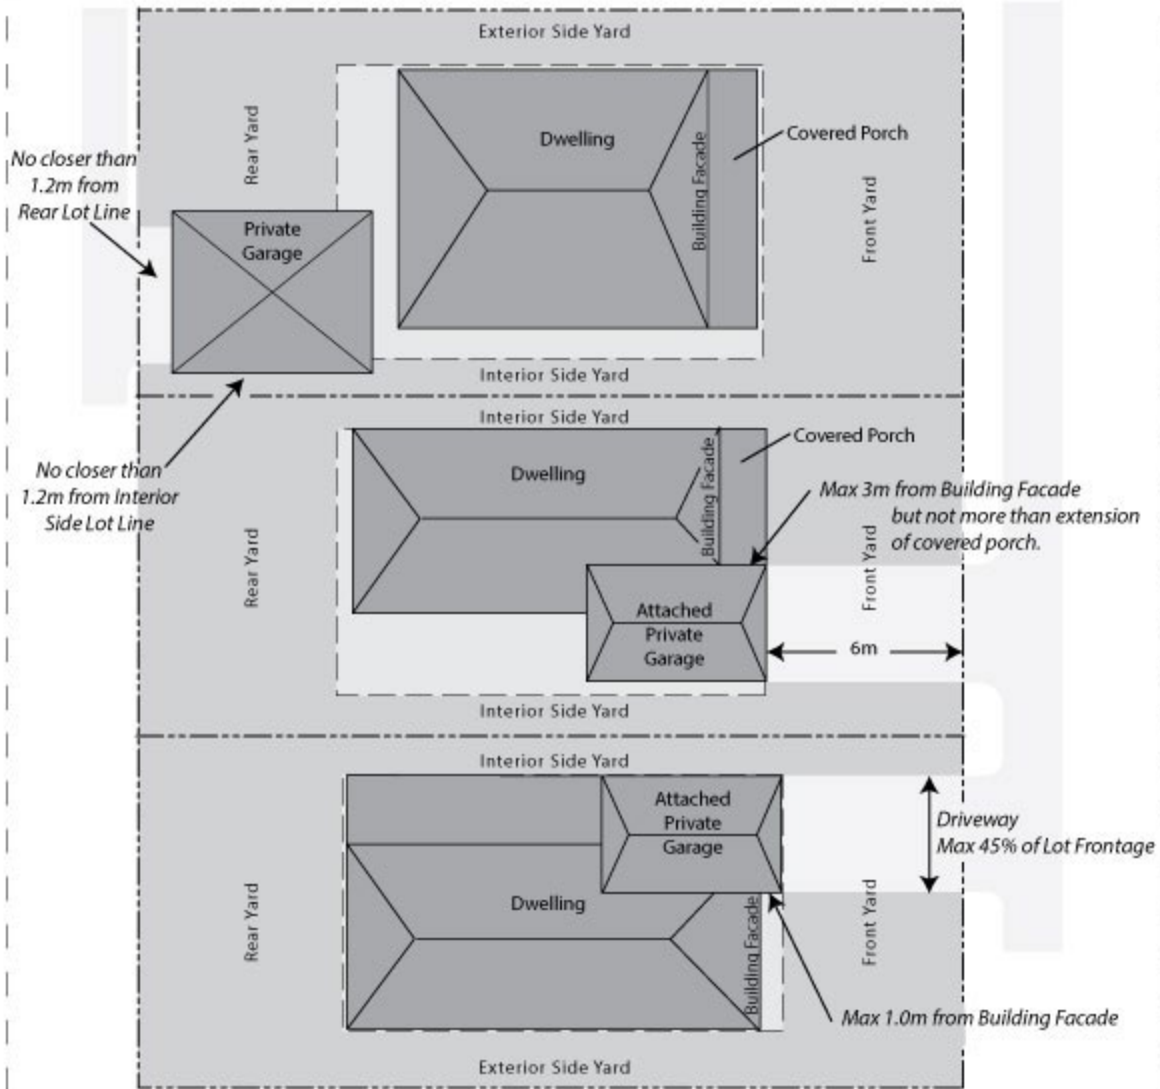 Exterior Side Yard
Rear Yard
Dwelling
Building Facade
Covered Porch
Front Yard
No closer than
1.2m from
Rear Lot Line
Private
Garage
Interior Side Yard
No closer than
1.2m from Interior
Side Lot Line
Interior Side Yard
Dwelling
Building Facade
Covered Porch
Max 3m from Building Facade
but not more than extension
of covered porch.
Rear Yard
Front Yard
Attached
Private
Garage
6m
Interior Side Yard
Interior Side Yard
Attached
Private
Garage
Driveway
Max 45% of Lot Frontage
Rear Yard
Dwelling
Building Facade
Front Yard
Max 1.0m from Building Facade
Exterior Side Yard